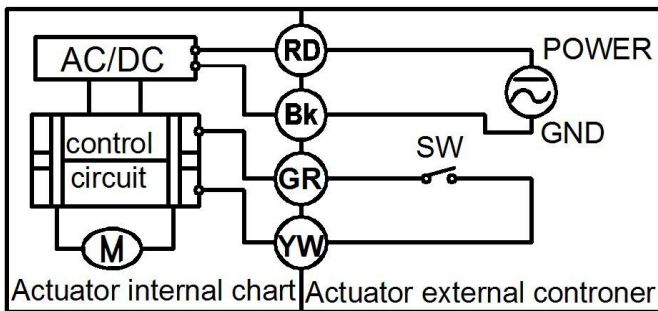 AC/DC
RD
POWER
Bk
GND
control
circuit
SW
GR
YW
M
Actuator internal chart
Actuator external controner